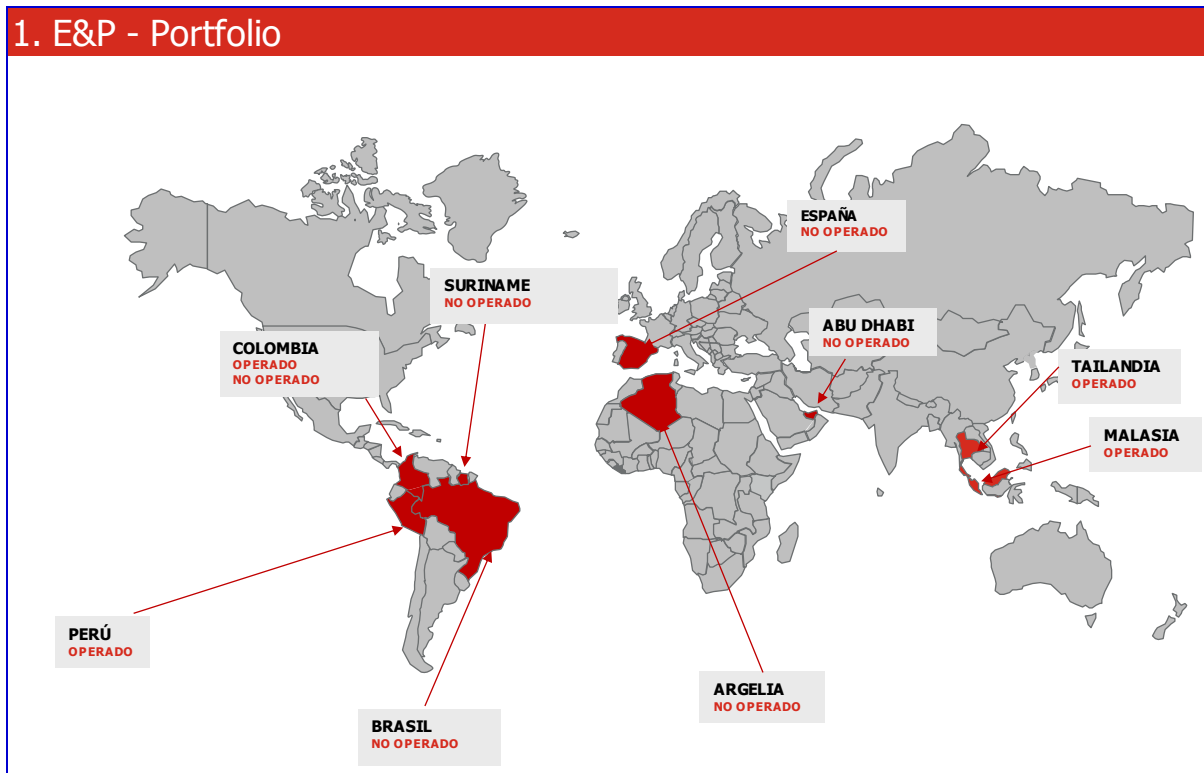 1. E&P - Portfolio
ESPAÑA
NO OPERADO
SURINAME
NO OPERADO
ABU DHABI
NO OPERADO
COLOMBIA
OPERADO
NO OPERADO
TAILANDIA
OPERADO
MALASIA
OPERADO
PERÚ
OPERADO
ARGELIA
NO OPERADO
BRASIL
NO OPERADO